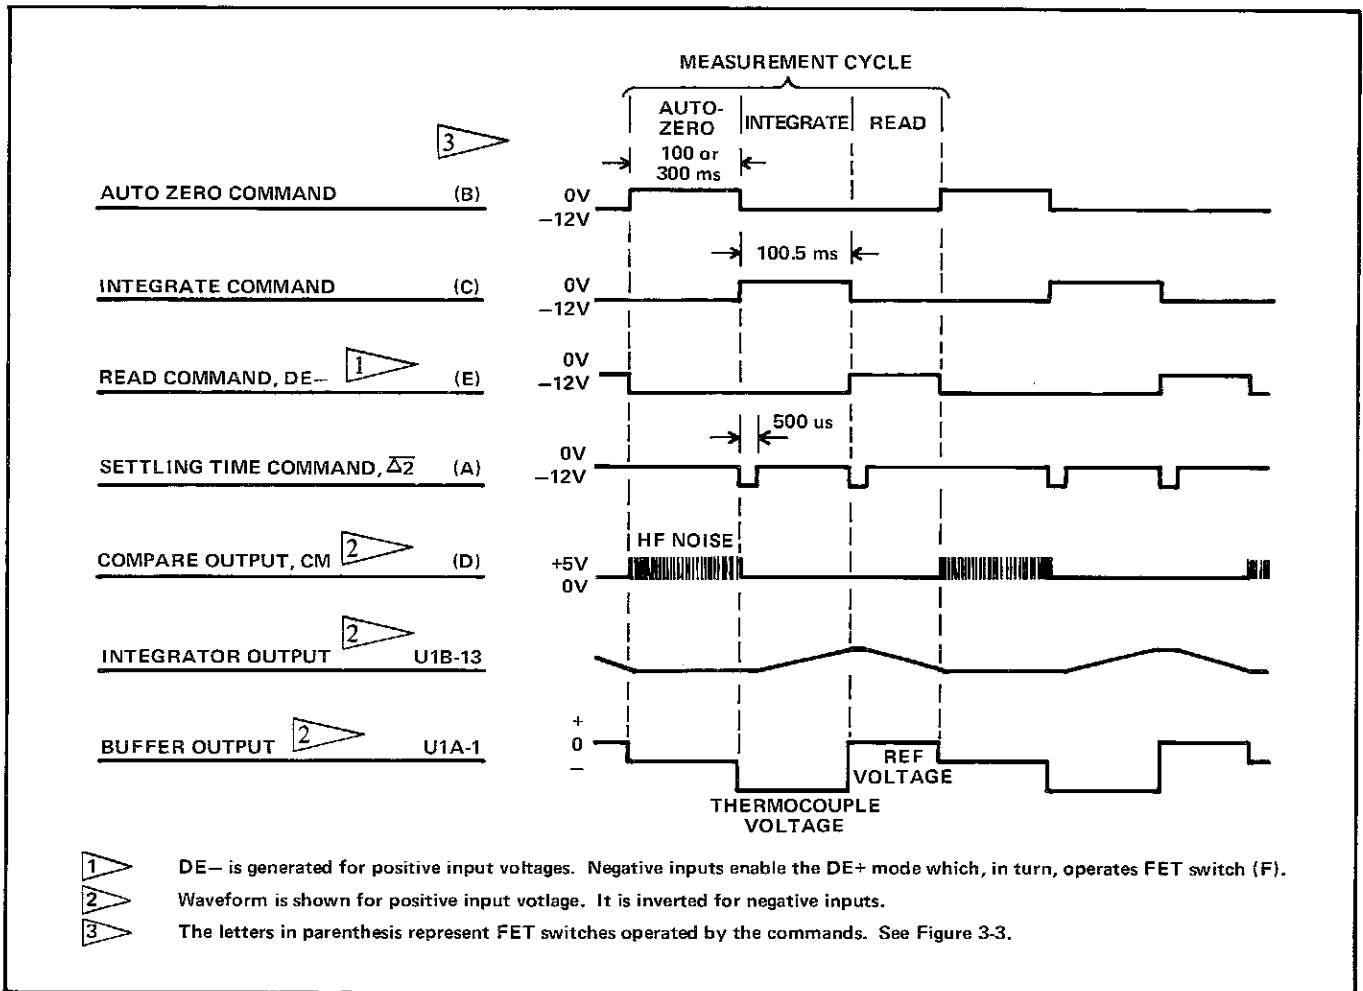 MEASUREMENT CYCLE
AUTO-
ZERO
INTEGRATE
READ
3
100 or
300 ms
AUTO ZERO COMMAND (B)
0V
−12V
100.5 ms
INTEGRATE COMMAND (C)
0V
−12V
READ COMMAND, DE− 1 (E)
0V
−12V
500 us
SETTLING TIME COMMAND, Δ̅2̅ (A)
0V
−12V
HF NOISE
COMPARE OUTPUT, CM 2 (D)
+5V
0V
INTEGRATOR OUTPUT 2 U1B-13
BUFFER OUTPUT 2 U1A-1
+
0
−
REF
VOLTAGE
THERMOCOUPLE
VOLTAGE
1 DE− is generated for positive input voltages. Negative inputs enable the DE+ mode which, in turn, operates FET switch (F).
2 Waveform is shown for positive input votlage. It is inverted for negative inputs.
3 The letters in parenthesis represent FET switches operated by the commands. See Figure 3-3.